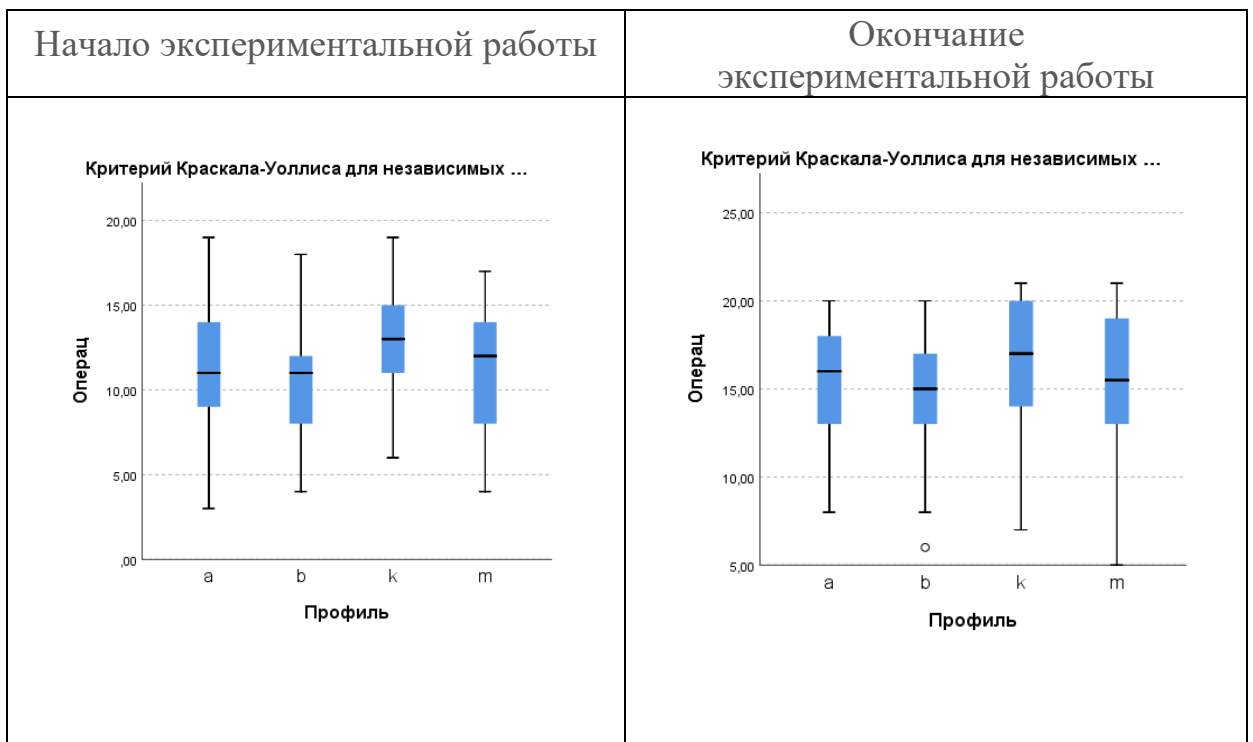 Начало экспериментальной работы
Окончание
экспериментальной работы
Критерий Краскала-Уоллиса для независимых ...
20,00
15,00
10,00
5,00
,00
Операц
a b k m
Профиль
Критерий Краскала-Уоллиса для независимых ...
25,00
20,00
15,00
10,00
5,00
Операц
a b k m
Профиль